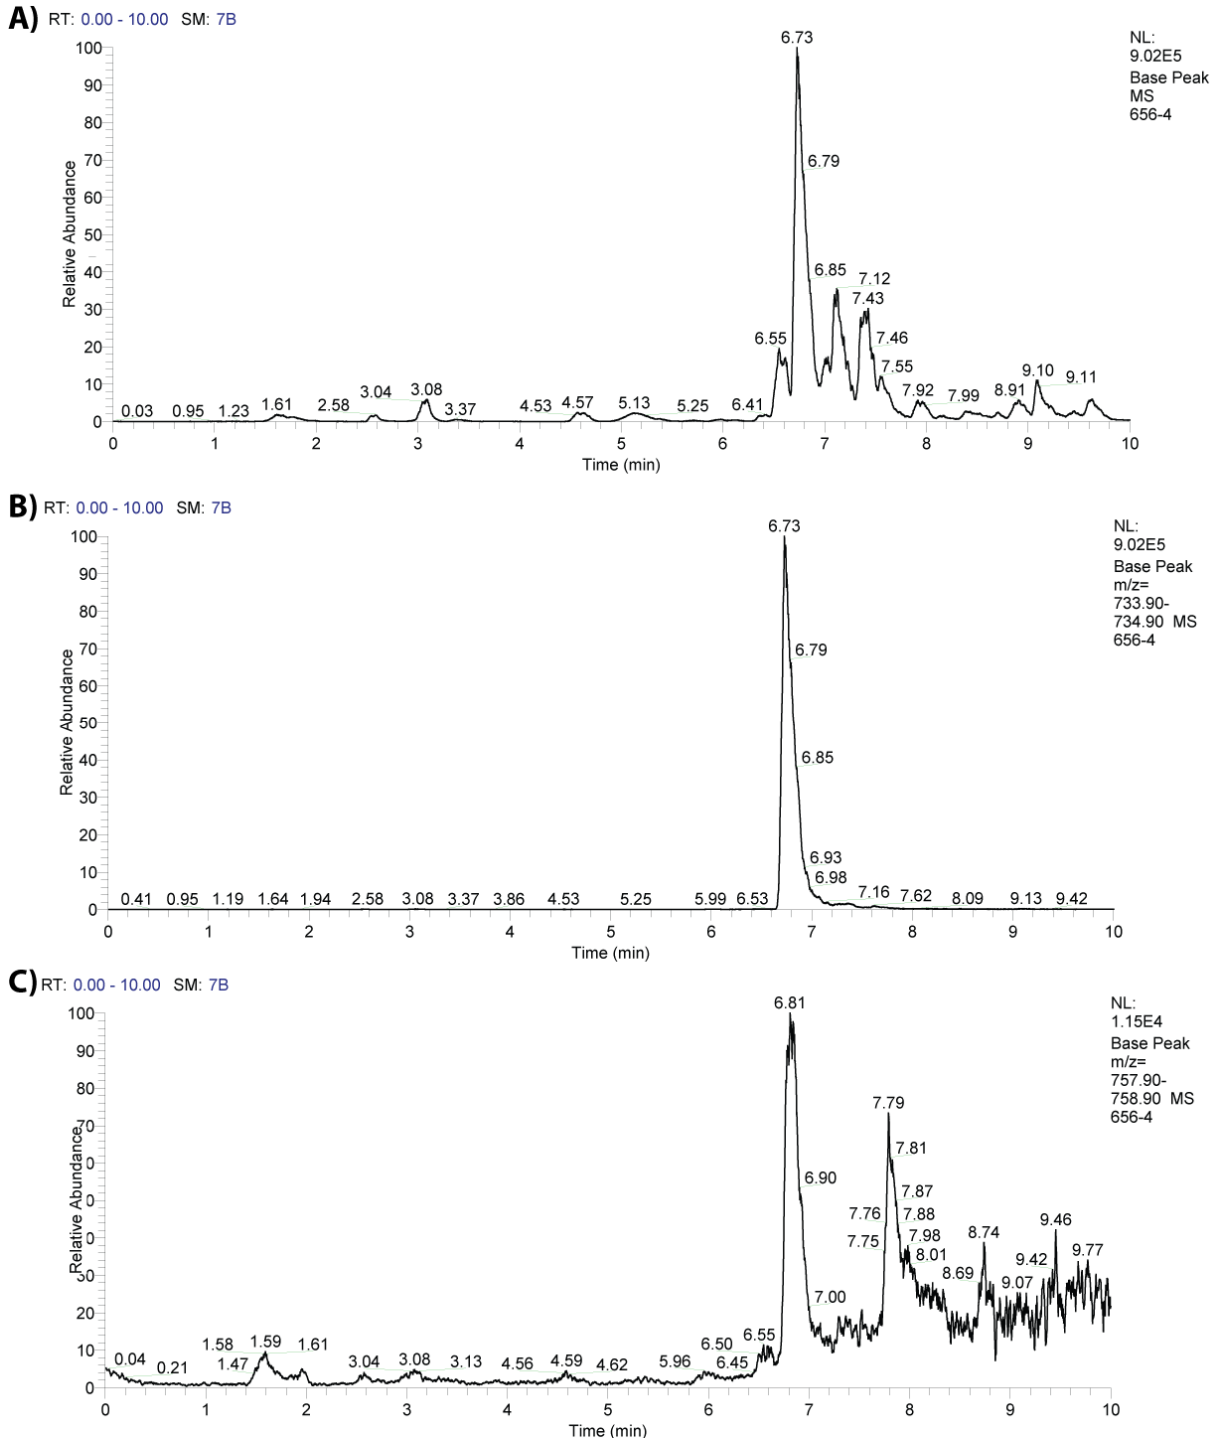 A) RT: 0.00 - 10.00 SM: 7B
NL:
9.02E5
Base Peak
MS
656-4
6.73
6.79
6.85
7.12
7.43
6.55
7.46
7.55
3.04
3.08
0.03 0.95 1.23 1.61 2.58 3.37 4.53 4.57 5.13 5.25 6.41 7.92 7.99 8.91 9.10 9.11
100
90
80
70
60
50
40
30
20
10
0
Relative Abundance
0 1 2 3 4 5 6 7 8 9 10
Time (min)
B) RT: 0.00 - 10.00 SM: 7B
NL:
9.02E5
Base Peak
m/z=
733.90-
734.90 MS
656-4
6.73
6.79
6.85
6.93
6.98
0.41 0.95 1.19 1.64 1.94 2.58 3.08 3.37 3.86 4.53 5.25 5.99 6.53 7.16 7.62 8.09 9.13 9.42
100
90
80
70
60
50
40
30
20
10
0
Relative Abundance
0 1 2 3 4 5 6 7 8 9 10
Time (min)
C) RT: 0.00 - 10.00 SM: 7B
NL:
1.15E4
Base Peak
m/z=
757.90-
758.90 MS
656-4
6.81
7.79
7.81
6.90
7.87
7.76 7.88
7.75 7.98
8.01
8.74
9.46
9.42 9.77
8.69 9.07
7.00
6.50 6.55
1.58 1.59 1.61
0.04 0.21 1.47 3.04 3.08 3.13 4.56 4.59 4.62 5.96 6.45
100
90
80
70
20
10
0
Relative Abundance
0 1 2 3 4 5 6 7 8 9 10
Time (min)